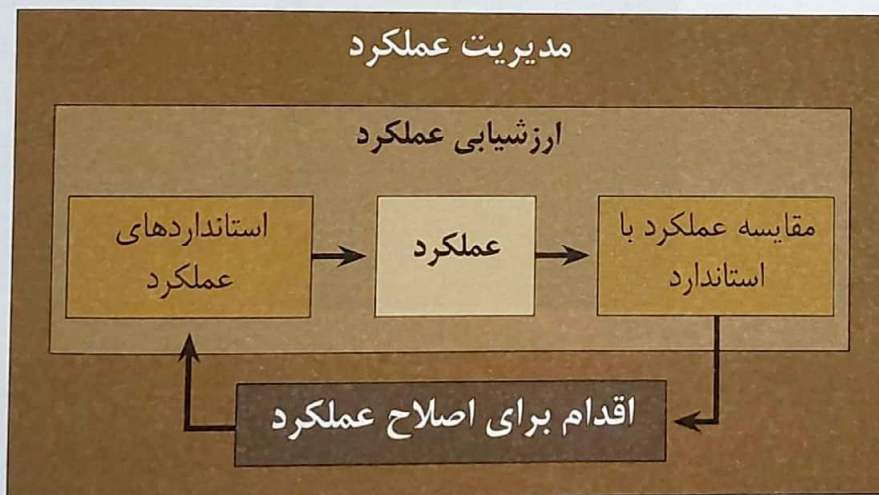 مدیریت عملکرد
ارزشیابی عملکرد
استانداردهای
عملکرد
عملکرد
مقایسه عملکرد با
استاندارد
اقدام برای اصلاح عملکرد